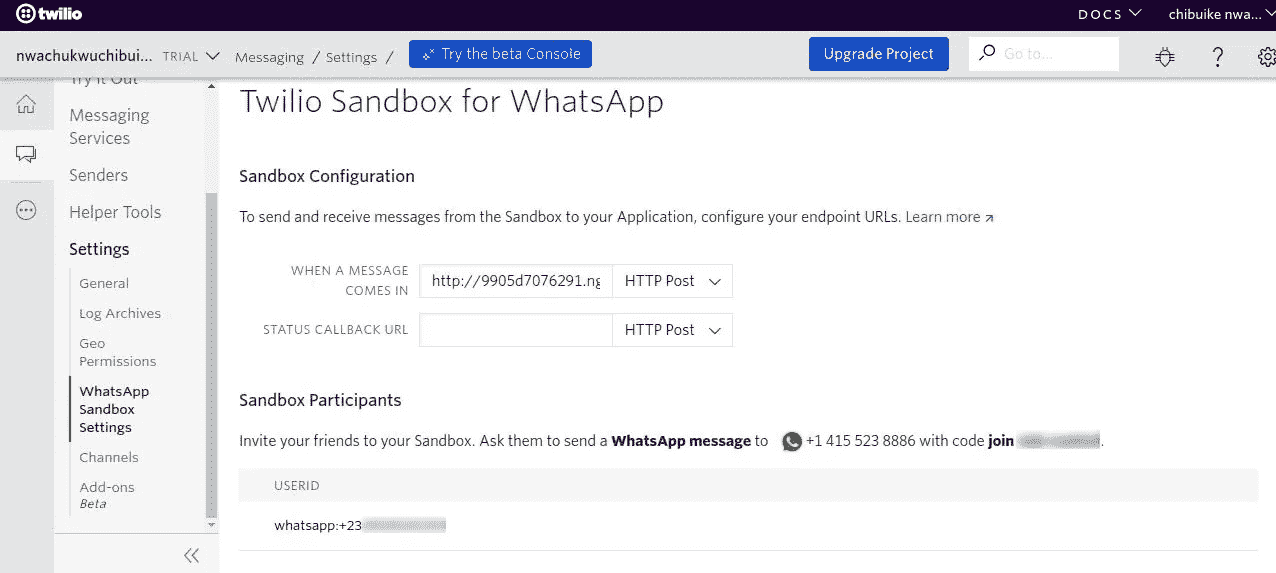 twilio
DOCS
chibuike nwa...
nwachukwuchibui...
TRIAL
Messaging / Settings /
Try the beta Console
Upgrade Project
Go to...
?
Try It Out
Messaging
Services
Senders
Helper Tools
Settings
General
Log Archives
Geo
Permissions
WhatsApp
Sandbox
Settings
Channels
Add-ons
Beta
Twilio Sandbox for WhatsApp
Sandbox Configuration
To send and receive messages from the Sandbox to your Application, configure your endpoint URLs. Learn more
WHEN A MESSAGE
COMES IN
http://9905d7076291.ng
HTTP Post
STATUS CALLBACK URL
HTTP Post
Sandbox Participants
Invite your friends to your Sandbox. Ask them to send a WhatsApp message to +1 415 523 8886 with code join .
USERID
whatsapp:+23